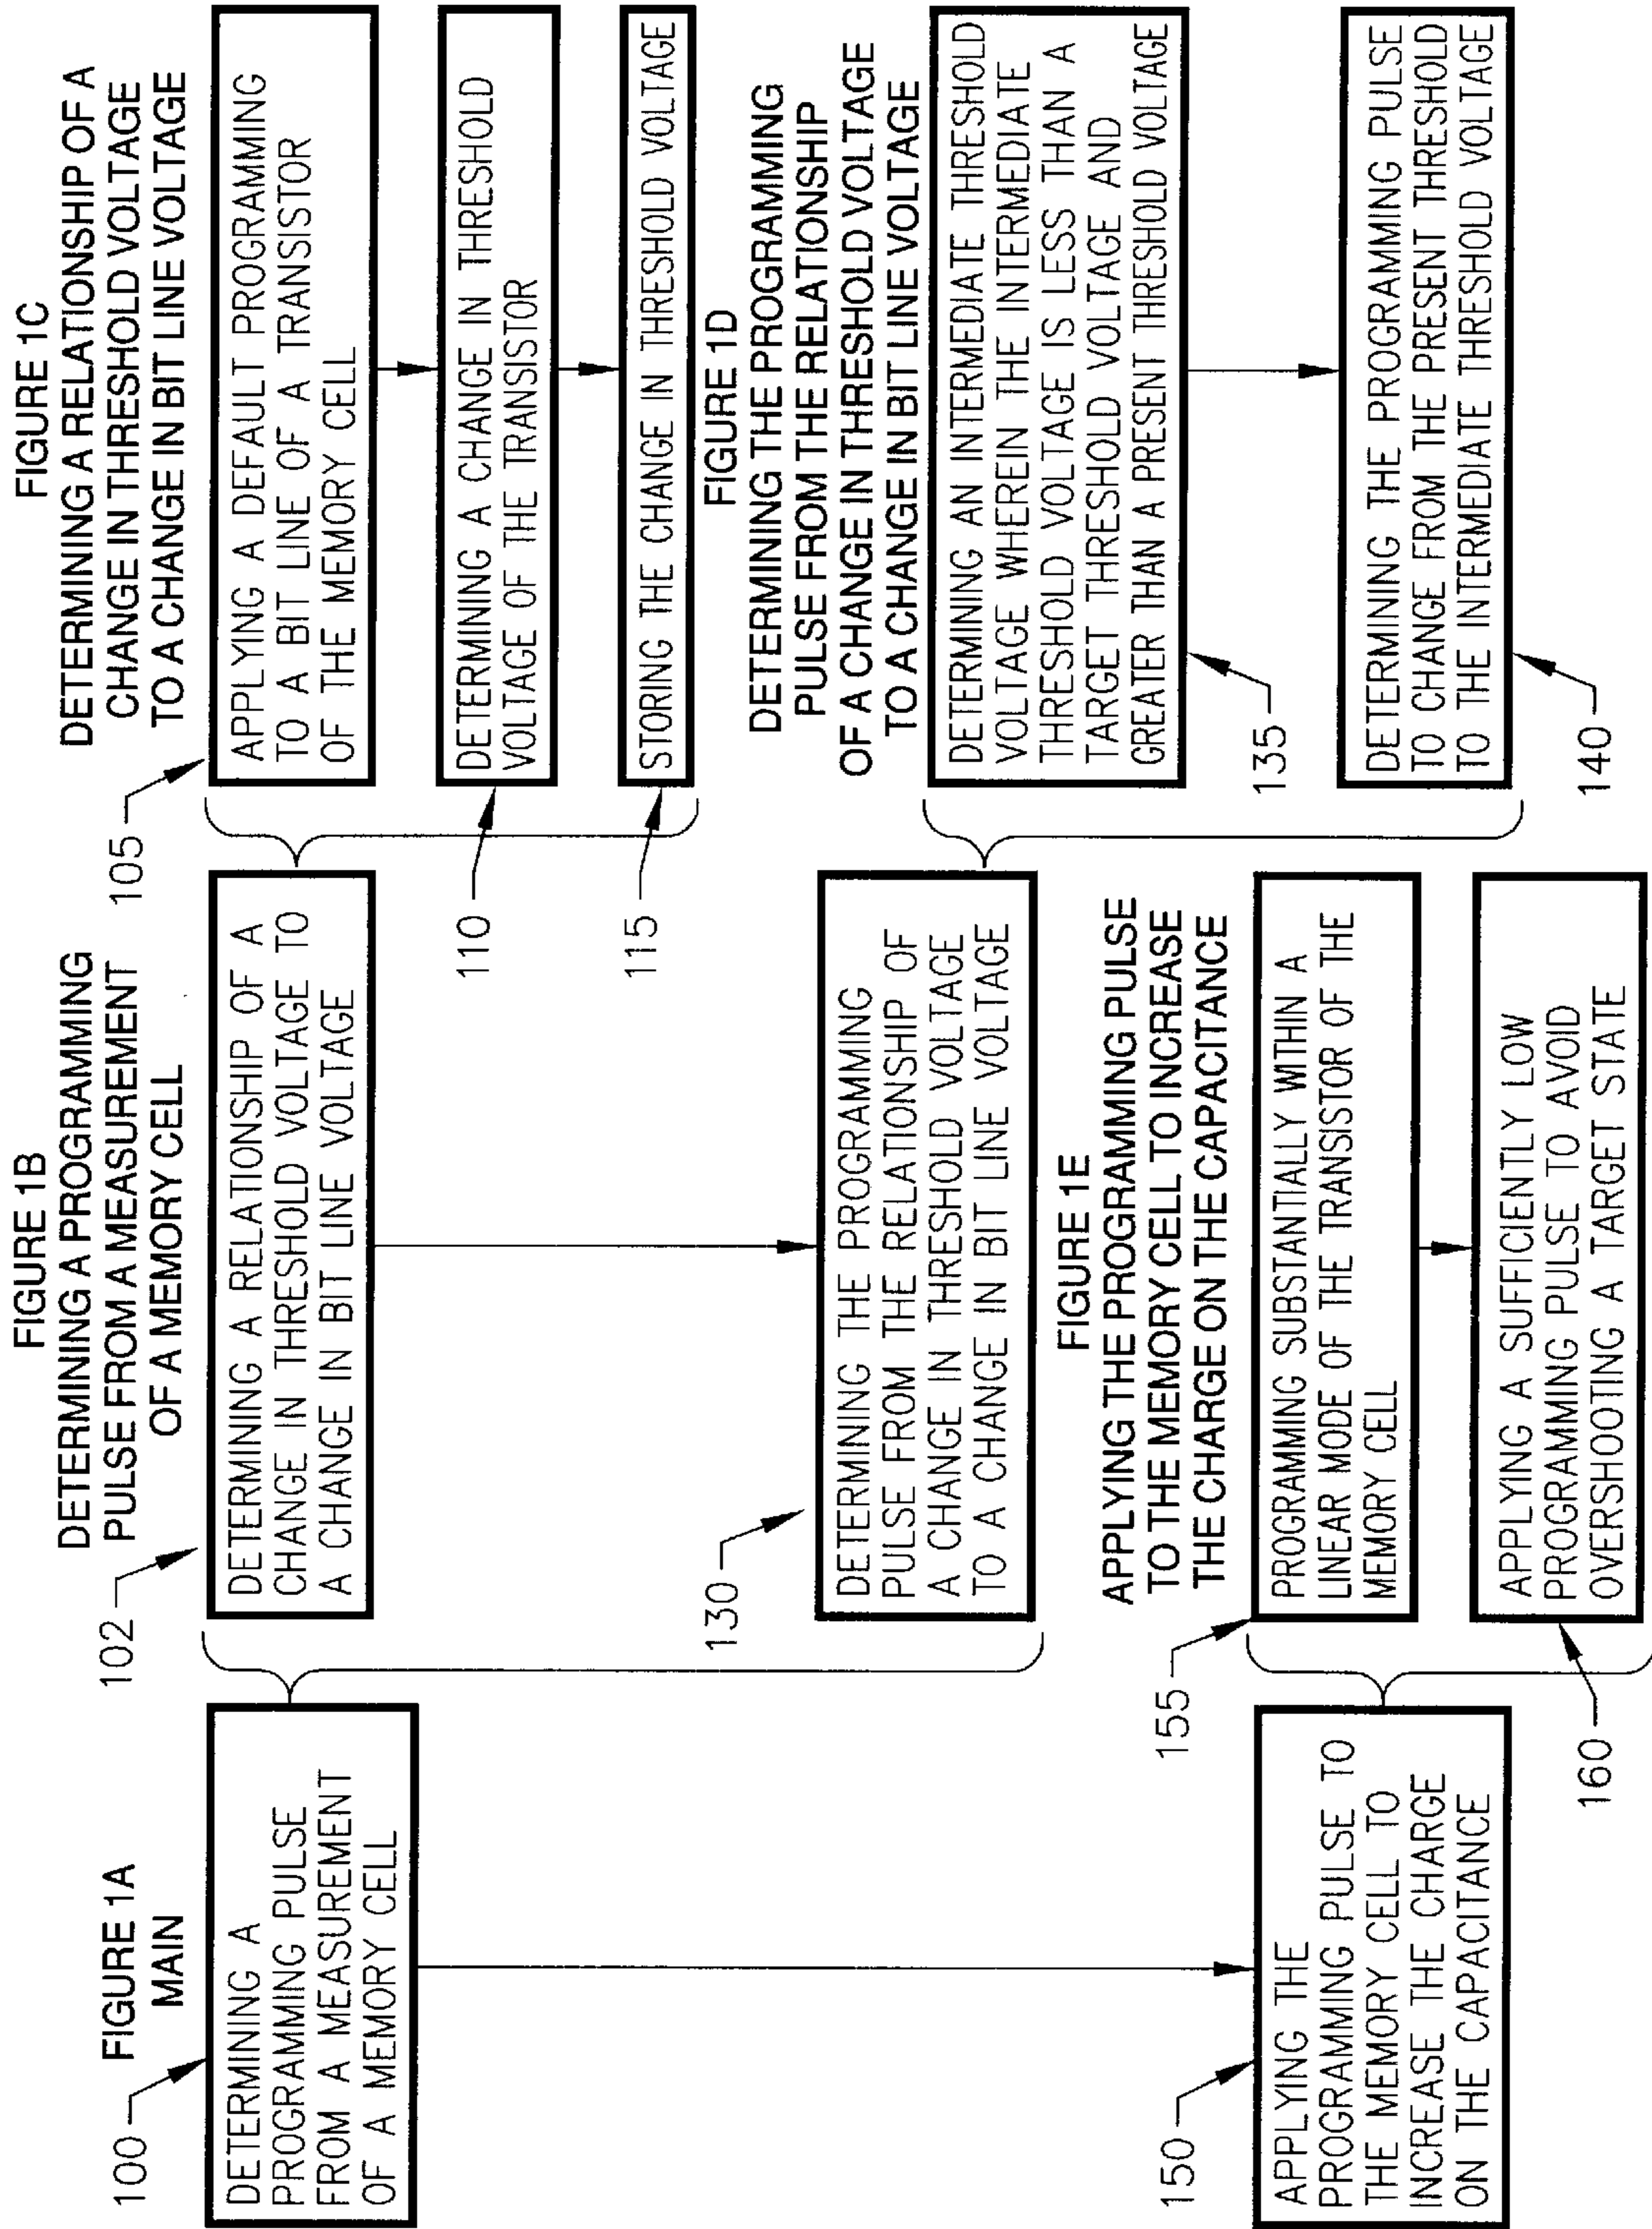 FIGURE 1A
MAIN
100
DETERMINING A
PROGRAMMING PULSE
FROM A MEASUREMENT
OF A MEMORY CELL
150
APPLYING THE
PROGRAMMING PULSE TO
THE MEMORY CELL TO
INCREASE THE CHARGE
ON THE CAPACITANCE
FIGURE 1B
DETERMINING A PROGRAMMING
PULSE FROM A MEASUREMENT
OF A MEMORY CELL
102
DETERMINING A RELATIONSHIP OF A
CHANGE IN THRESHOLD VOLTAGE TO
A CHANGE IN BIT LINE VOLTAGE
130
DETERMINING THE PROGRAMMING
PULSE FROM THE RELATIONSHIP OF
A CHANGE IN THRESHOLD VOLTAGE
TO A CHANGE IN BIT LINE VOLTAGE
FIGURE 1E
APPLYING THE PROGRAMMING PULSE
TO THE MEMORY CELL TO INCREASE
THE CHARGE ON THE CAPACITANCE
155
PROGRAMMING SUBSTANTIALLY WITHIN A
LINEAR MODE OF THE TRANSISTOR OF THE
MEMORY CELL
160
APPLYING A SUFFICIENTLY LOW
PROGRAMMING PULSE TO AVOID
OVERSHOOTING A TARGET STATE
FIGURE 1C
DETERMINING A RELATIONSHIP OF A
CHANGE IN THRESHOLD VOLTAGE
TO A CHANGE IN BIT LINE VOLTAGE
105
APPLYING A DEFAULT PROGRAMMING
TO A BIT LINE OF A TRANSISTOR
OF THE MEMORY CELL
110
DETERMINING A CHANGE IN THRESHOLD
VOLTAGE OF THE TRANSISTOR
115
STORING THE CHANGE IN THRESHOLD VOLTAGE
FIGURE 1D
DETERMINING THE PROGRAMMING
PULSE FROM THE RELATIONSHIP
OF A CHANGE IN THRESHOLD VOLTAGE
TO A CHANGE IN BIT LINE VOLTAGE
DETERMINING AN INTERMEDIATE THRESHOLD
VOLTAGE WHEREIN THE INTERMEDIATE
THRESHOLD VOLTAGE IS LESS THAN A
TARGET THRESHOLD VOLTAGE AND
GREATER THAN A PRESENT THRESHOLD VOLTAGE
135
DETERMINING THE PROGRAMMING PULSE
TO CHANGE FROM THE PRESENT THRESHOLD
TO THE INTERMEDIATE THRESHOLD VOLTAGE
140